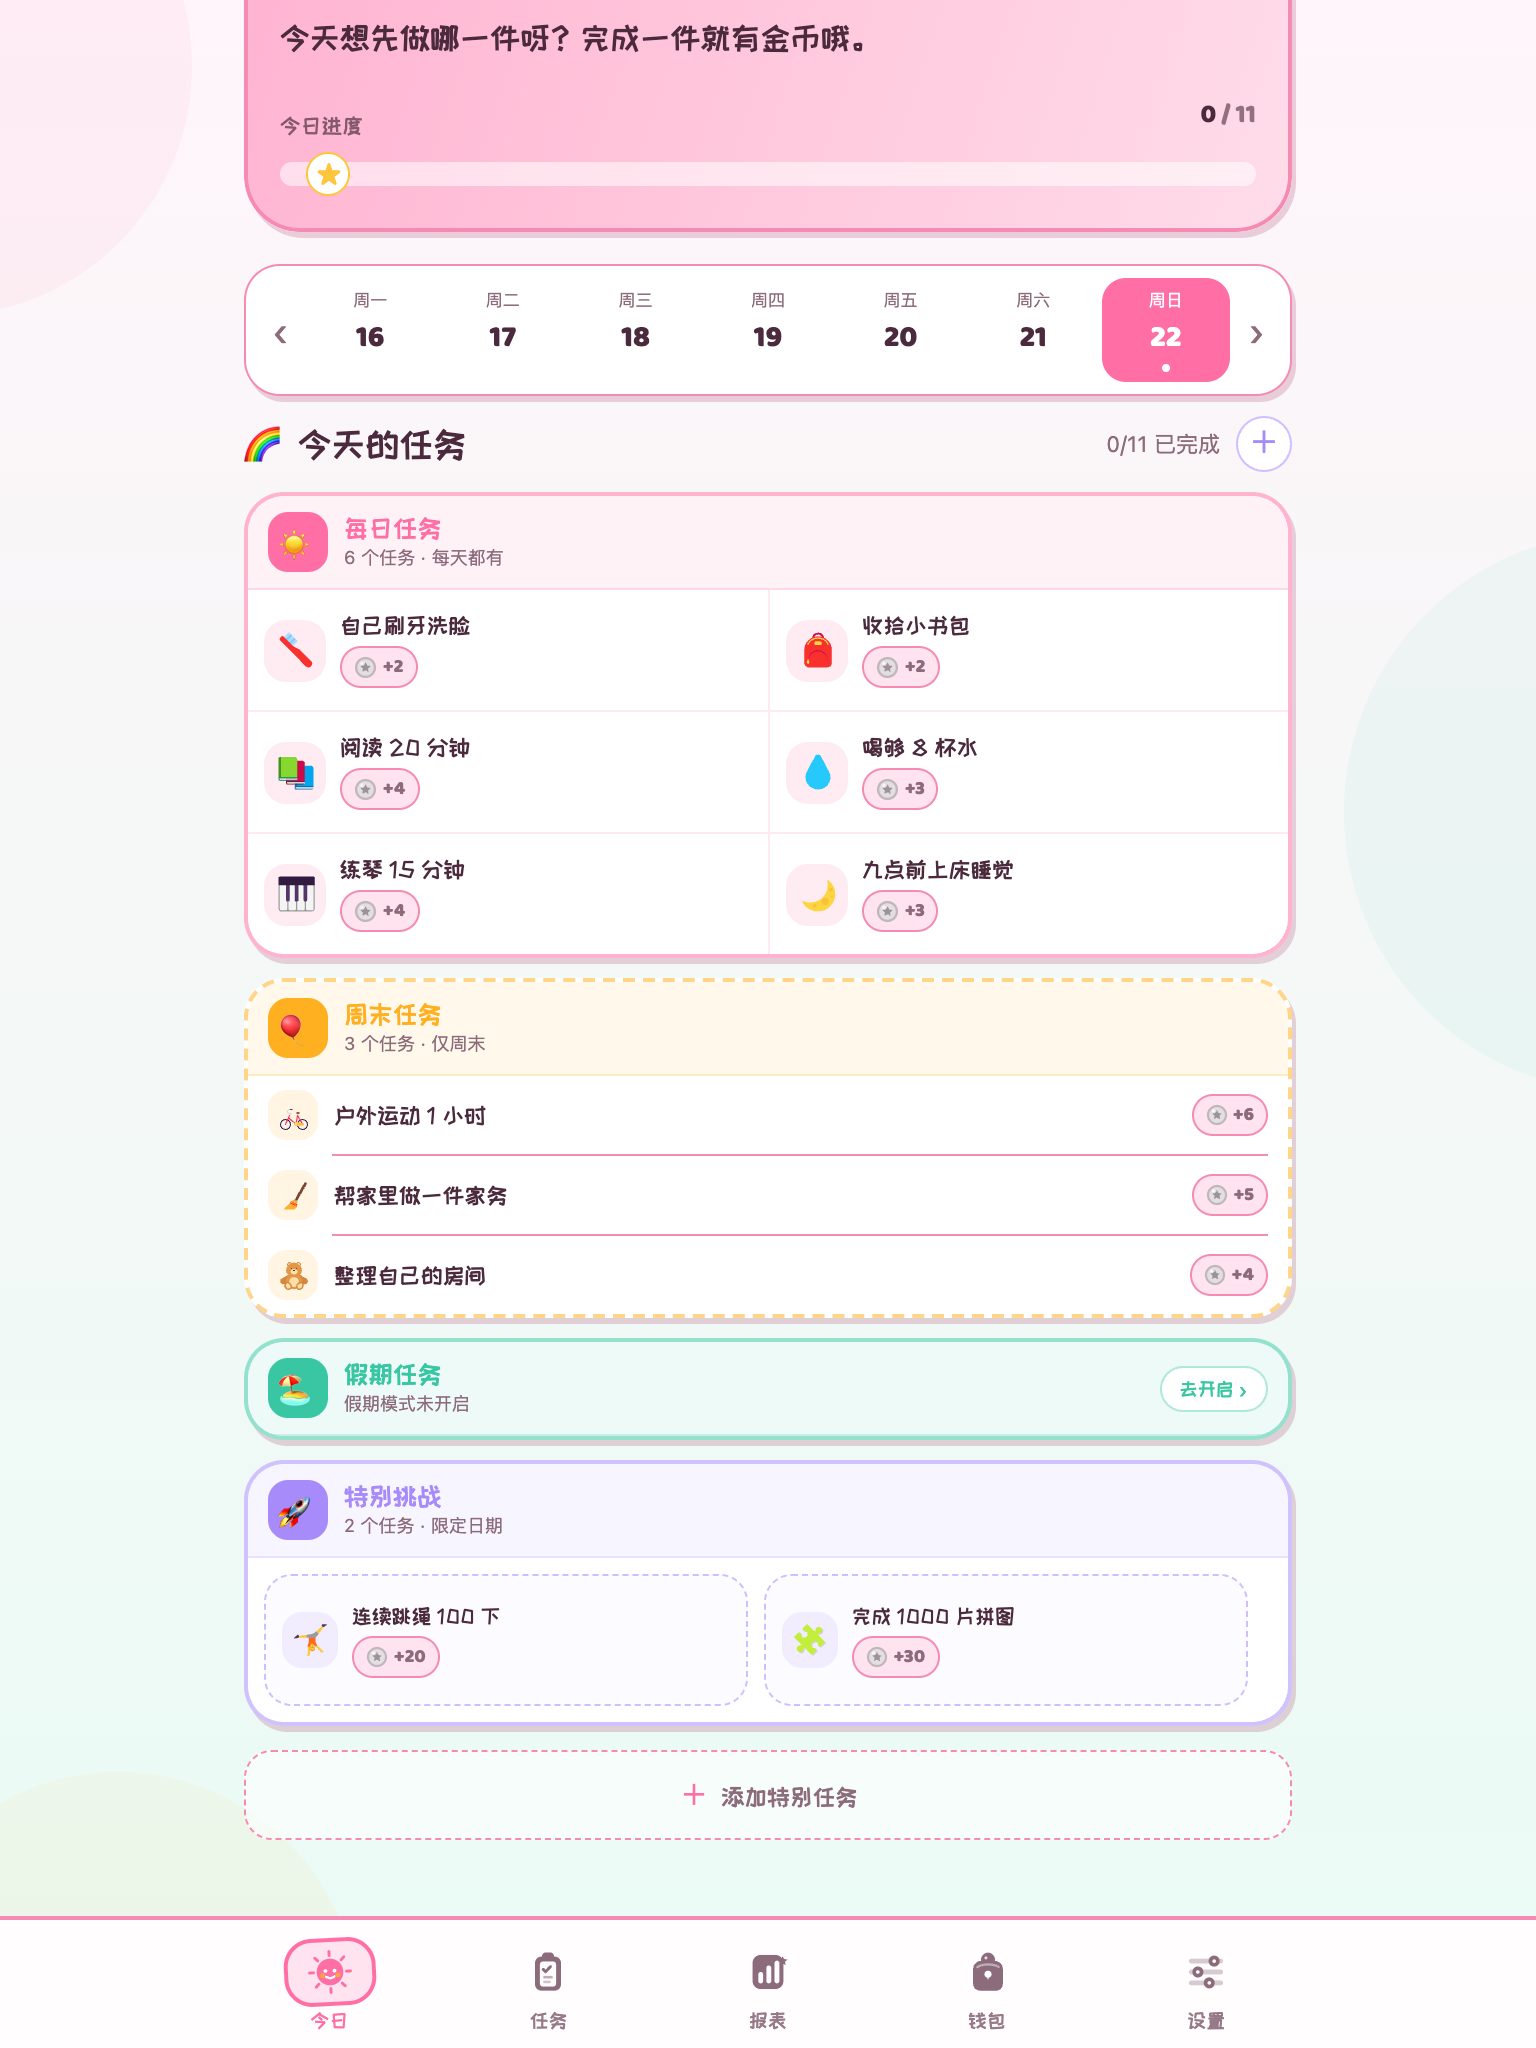 今天想先做哪一件呀？完成一件就有金币哦。
今日进度
0 / 11
周一 周二 周三 周四 周五 周六 周日
‹ 16 17 18 19 20 21 22 ›
🌈 今天的任务
0/11 已完成 +
每日任务
6 个任务 · 每天都有
自己刷牙洗脸
+2
收拾小书包
+2
阅读 20 分钟
+4
喝够 8 杯水
+3
练琴 15 分钟
+4
九点前上床睡觉
+3
周末任务
3 个任务 · 仅周末
户外运动 1 小时 +6
帮家里做一件家务 +5
整理自己的房间 +4
假期任务
假期模式未开启
去开启 ›
特别挑战
2 个任务 · 限定日期
连续跳绳 100 下
+20
完成 1000 片拼图
+30
+ 添加特别任务
今日 任务 报表 钱包 设置